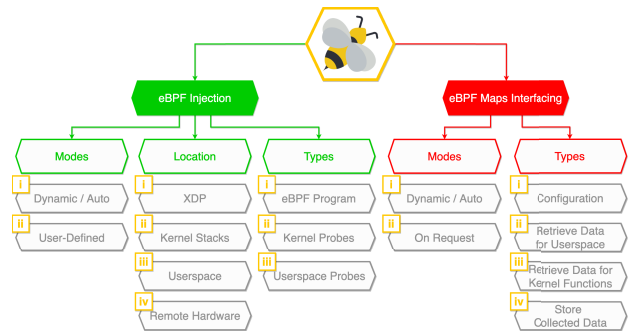 eBPF Injection
eBPF Maps Interfacing
Modes
Location
Types
Modes
Types
i
Dynamic / Auto
i
XDP
i
eBPF Program
i
Dynamic / Auto
i
Configuration
ii
User-Defined
ii
Kernel Stacks
ii
Kernel Probes
ii
On Request
ii
Retrieve Data
for Userspace
iii
Userspace
iii
Userspace Probes
iii
Retrieve Data for
Kernel Functions
iv
Remote Hardware
iv
Store
Collected Data